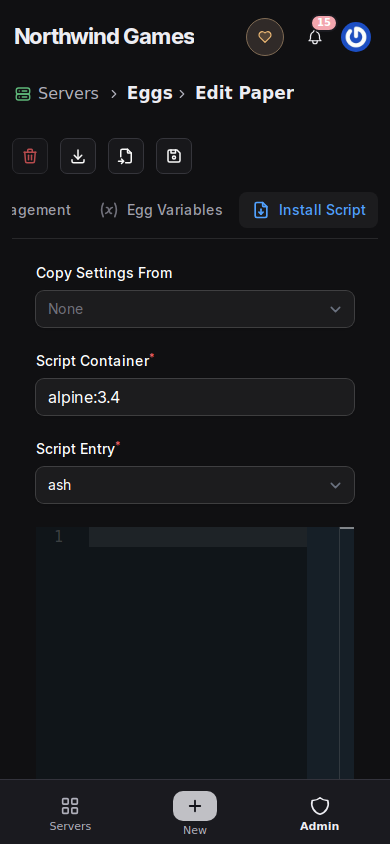 Northwind Games
15
Servers > Eggs > Edit Paper
agement (x) Egg Variables Install Script
Copy Settings From
None
Script Container*
alpine:3.4
Script Entry*
ash
1
Servers
New
Admin